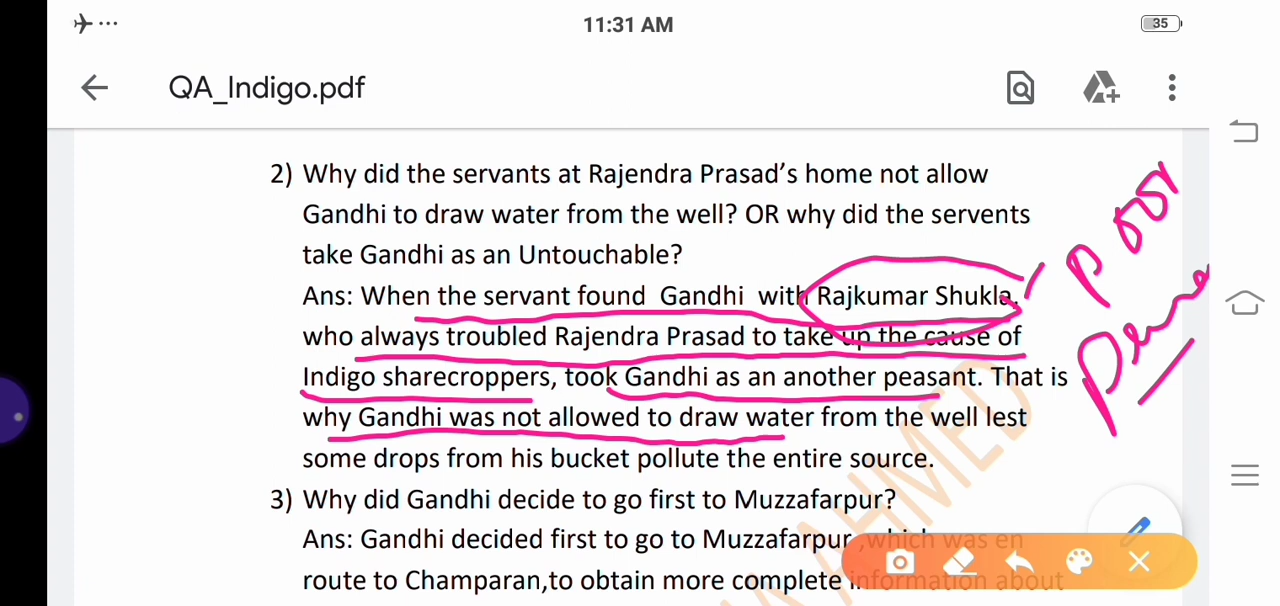 11:31 AM
35
QA_Indigo.pdf
2) Why did the servants at Rajendra Prasad's home not allow
Gandhi to draw water from the well? OR why did the servents
take Gandhi as an Untouchable?
Ans: When the servant found Gandhi with Rajkumar Shukla,
who always troubled Rajendra Prasad to take up the cause of
Indigo sharecroppers, took Gandhi as an another peasant. That is
why Gandhi was not allowed to draw water from the well lest
some drops from his bucket pollute the entire source.
3) Why did Gandhi decide to go first to Muzzafarpur?
Ans: Gandhi decided first to go to Muzzafarpur ,which was en
route to Champaran,to obtain more complete information about
poor
AHMED